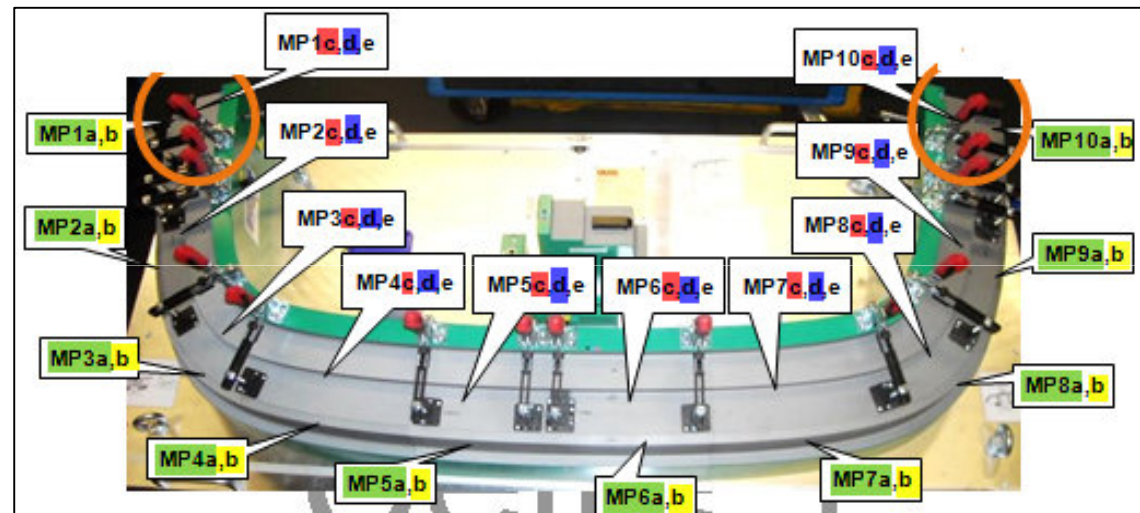 MP1c,d,e
MP10c,d,e
MP1a,b
MP2c,d,e
MP9c,d,e
MP10a,b
MP2a,b
MP3c,d,e
MP8c,d,e
MP9a,b
MP4c,d,e
MP5c,d,e
MP6c,d,e
MP7c,d,e
MP3a,b
MP8a,b
MP4a,b
MP5a,b
MP6a,b
MP7a,b